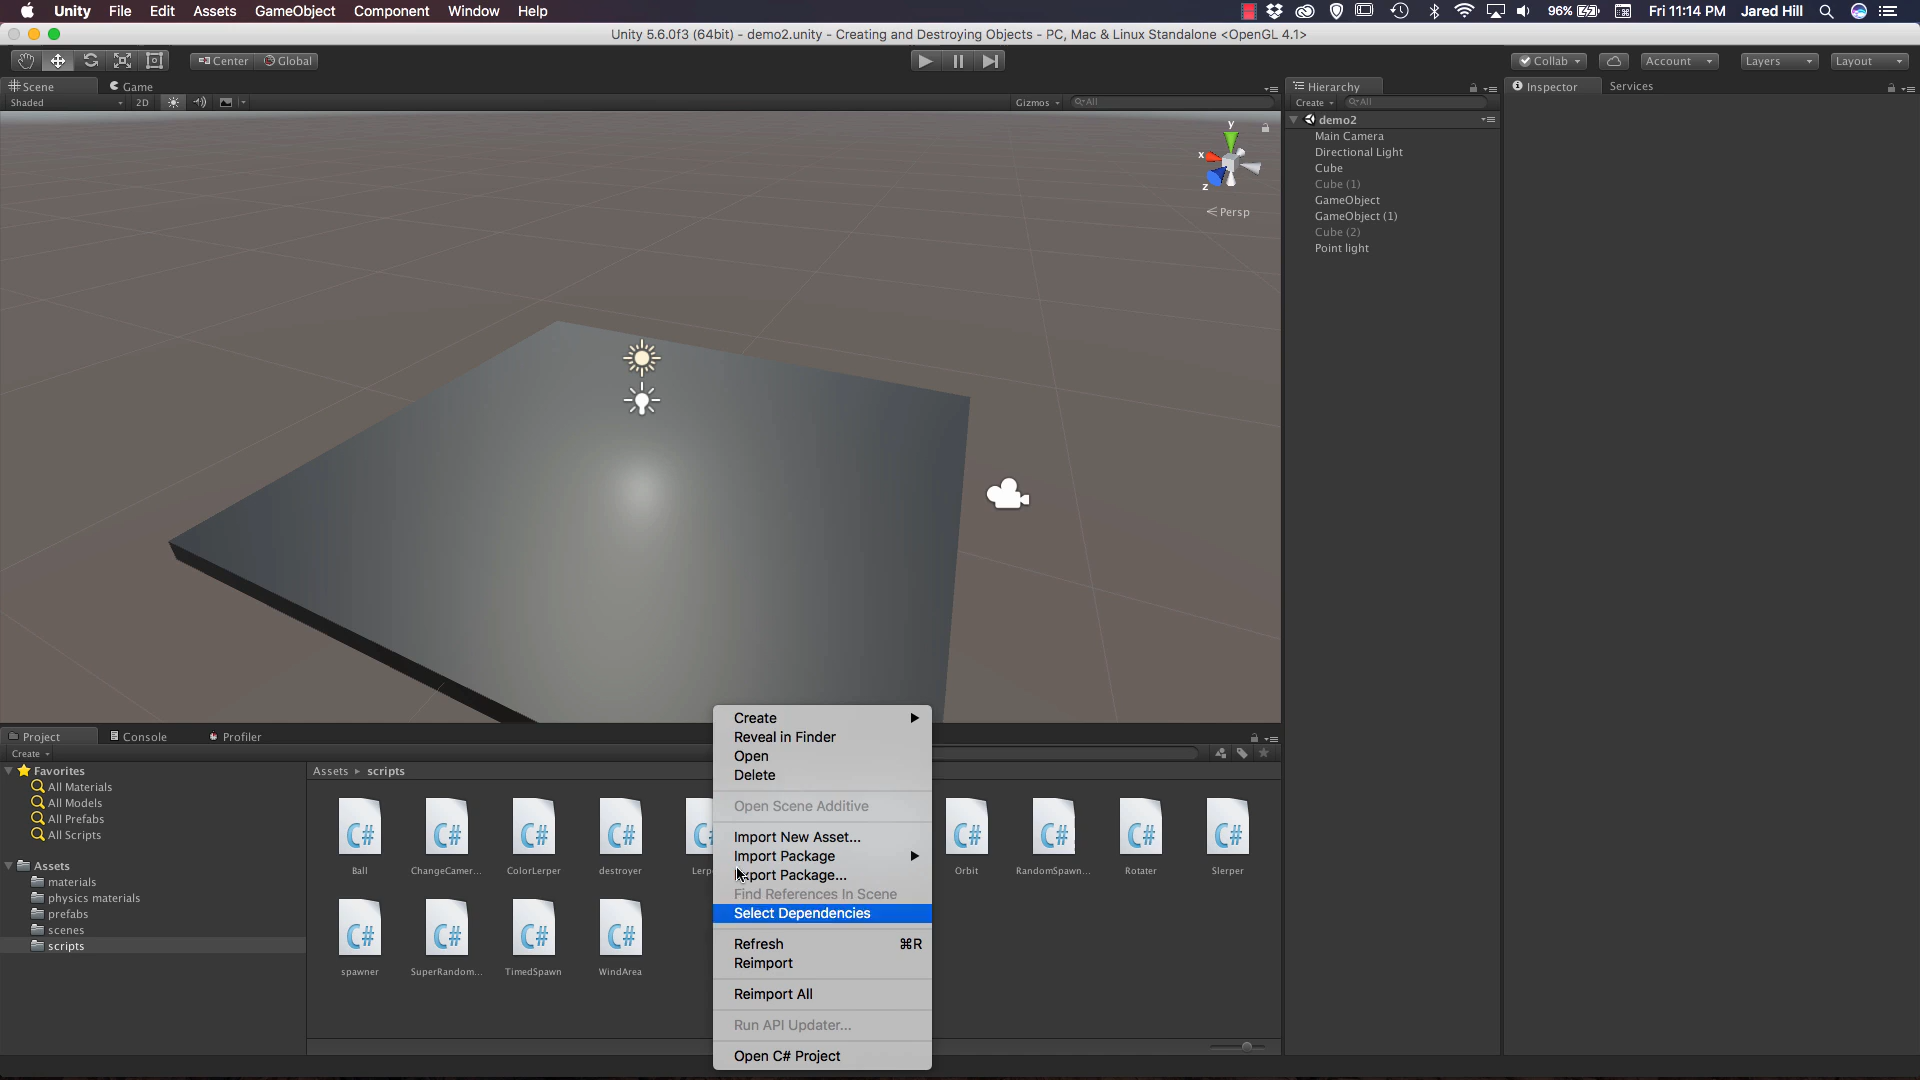 Unity File Edit Assets GameObject Component Window Help
96% Fri 11:14 PM Jared Hill
Unity 5.6.0f3 (64bit) - demo2.unity - Creating and Destroying Objects - PC, Mac & Linux Standalone <OpenGL 4.1>
Center Global
Collab Account Layers Layout
Scene Game
Shaded 2D Gizmos All
y
x
z
Persp
Hierarchy
Create All
demo2
Main Camera
Directional Light
Cube
Cube (1)
GameObject
GameObject (1)
Cube (2)
Point light
Inspector Services
Project Console Profiler
Create
Favorites
All Materials
All Models
All Prefabs
All Scripts
Assets
materials
physics materials
prefabs
scenes
scripts
Assets scripts
C# C# C# C# C# C# C# C#
Ball ChangeCamer... ColorLerper destroyer Orbit RandomSpawn... Rotater Slerper
C# C# C# C#
spawner SuperRandom... TimedSpawn WindArea
Create
Reveal in Finder
Open
Delete
Open Scene Additive
Import New Asset...
Import Package
Export Package...
Find References In Scene
Select Dependencies
Refresh ⌘R
Reimport
Reimport All
Run API Updater...
Open C# Project